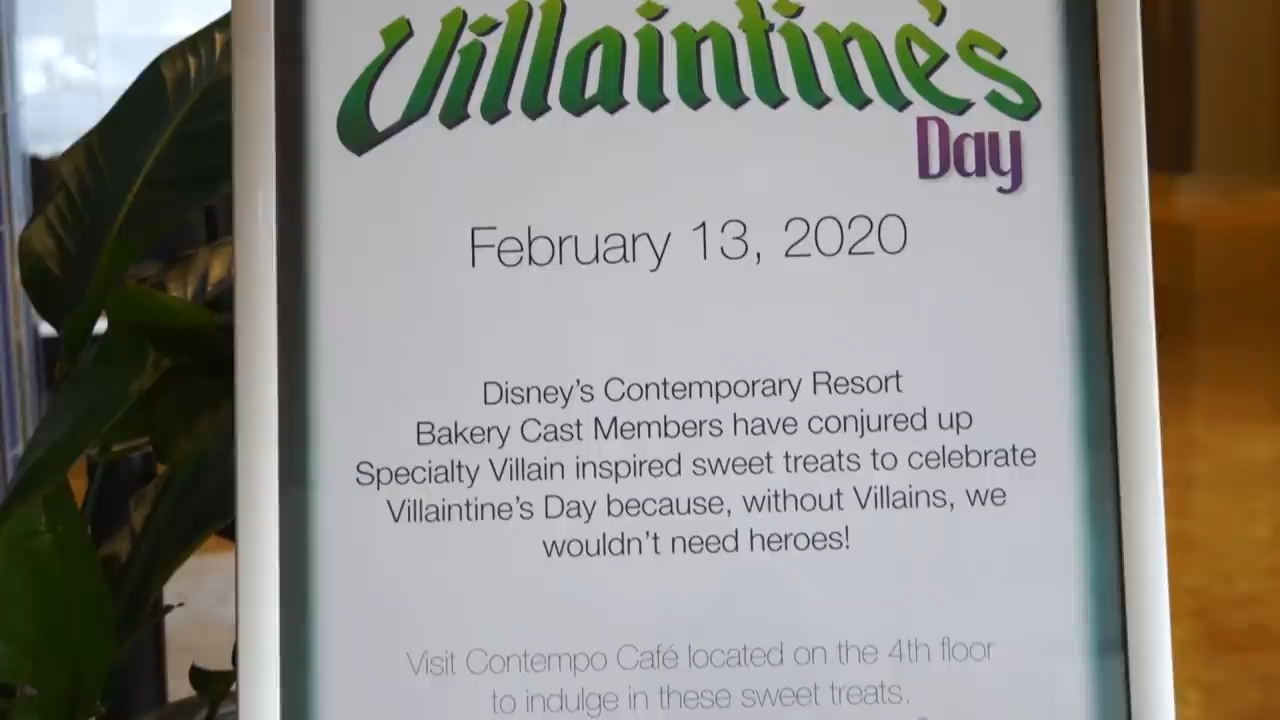 Villaintine's
Day
February 13, 2020
Disney's Contemporary Resort
Bakery Cast Members have conjured up
Specialty Villain inspired sweet treats to celebrate
Villaintine's Day because, without Villains, we
wouldn't need heroes!
Visit Contempo Café located on the 4th floor
to indulge in these sweet treats.